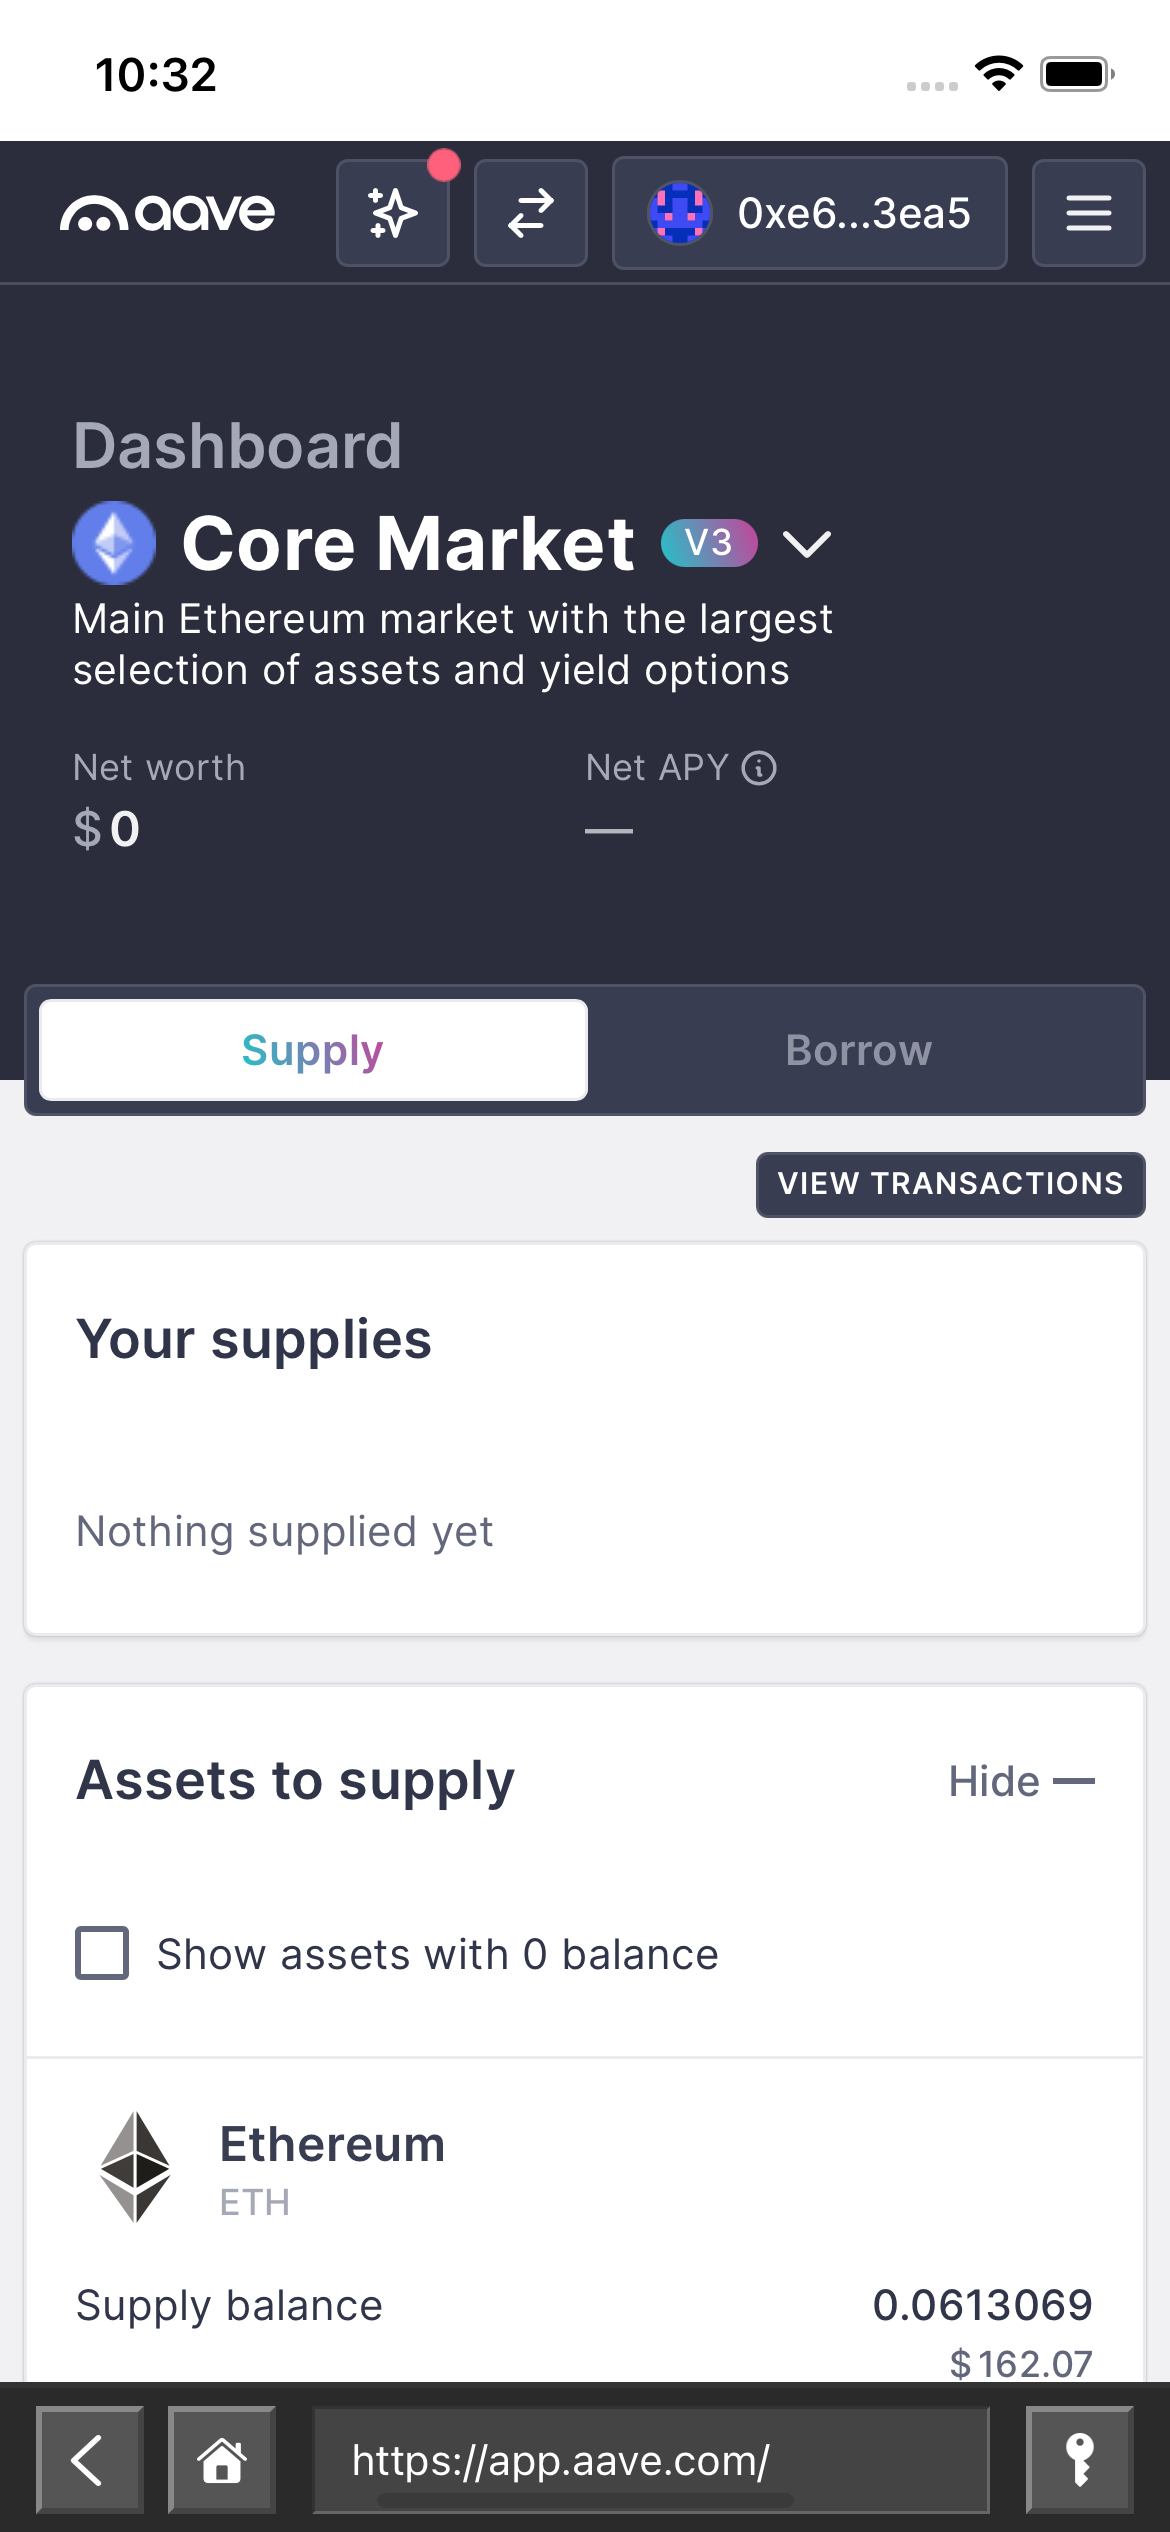 10:32
aave
0xe6...3ea5
Dashboard
Core Market V3
Main Ethereum market with the largest
selection of assets and yield options
Net worth
Net APY
$ 0
—
Supply
Borrow
VIEW TRANSACTIONS
Your supplies
Nothing supplied yet
Assets to supply
Hide —
Show assets with 0 balance
Ethereum
ETH
Supply balance
0.0613069
$ 162.07
https://app.aave.com/